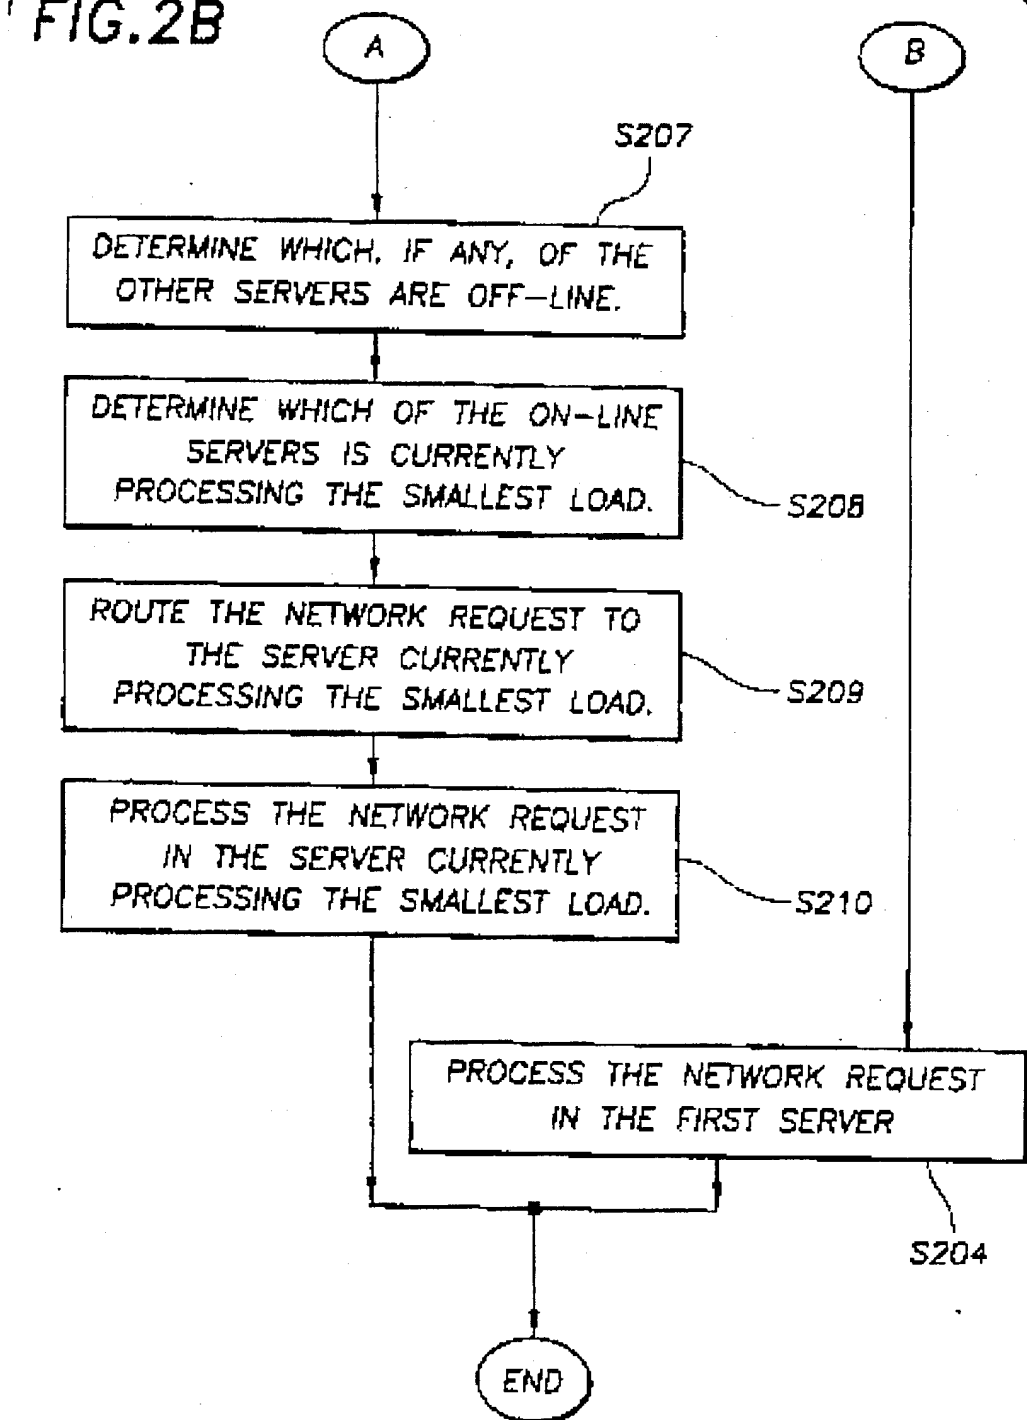 FIG.2B
A
B
S207
DETERMINE WHICH, IF ANY, OF THE
OTHER SERVERS ARE OFF-LINE.
DETERMINE WHICH OF THE ON-LINE
SERVERS IS CURRENTLY
PROCESSING THE SMALLEST LOAD.
S208
ROUTE THE NETWORK REQUEST TO
THE SERVER CURRENTLY
PROCESSING THE SMALLEST LOAD.
S209
PROCESS THE NETWORK REQUEST
IN THE SERVER CURRENTLY
PROCESSING THE SMALLEST LOAD.
S210
PROCESS THE NETWORK REQUEST
IN THE FIRST SERVER
S204
END